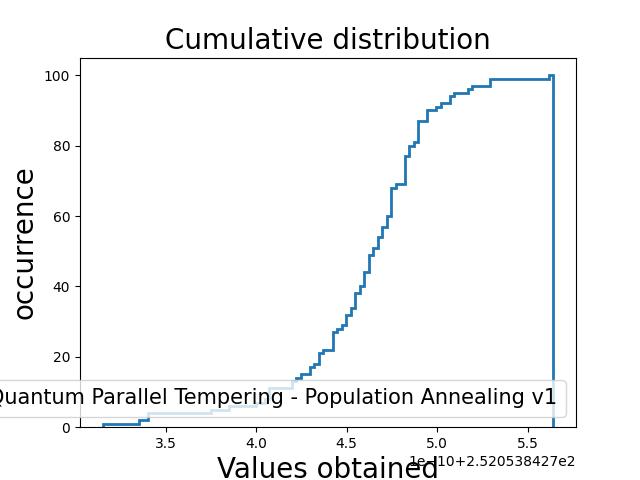 Cumulative distribution
100
80
60
40
20
0
occurrence
Quantum Parallel Tempering - Population Annealing v1
3.5 4.0 4.5 5.0 5.5
1e−10+2.520538427e2
Values obtained